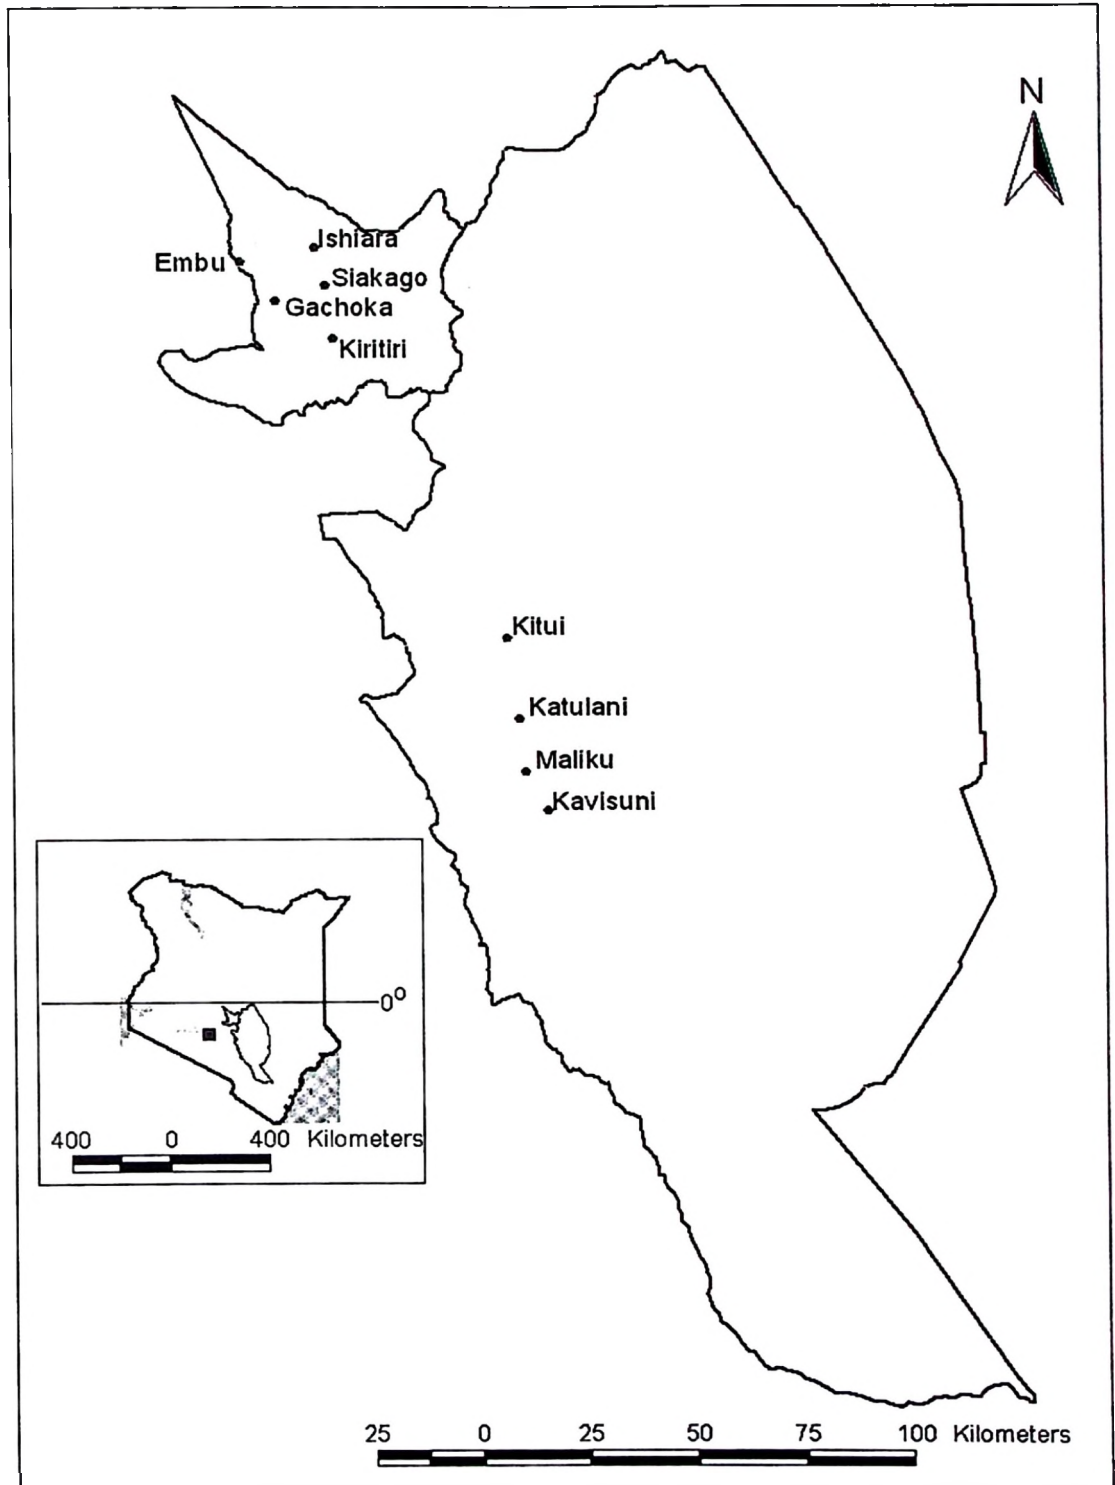 N
Ishiara
Embu
Siakago
Gachoka
Kiritiri
Kitui
Katulani
Maliku
Kavisuni
0°
400 0 400 Kilometers
25 0 25 50 75 100 Kilometers